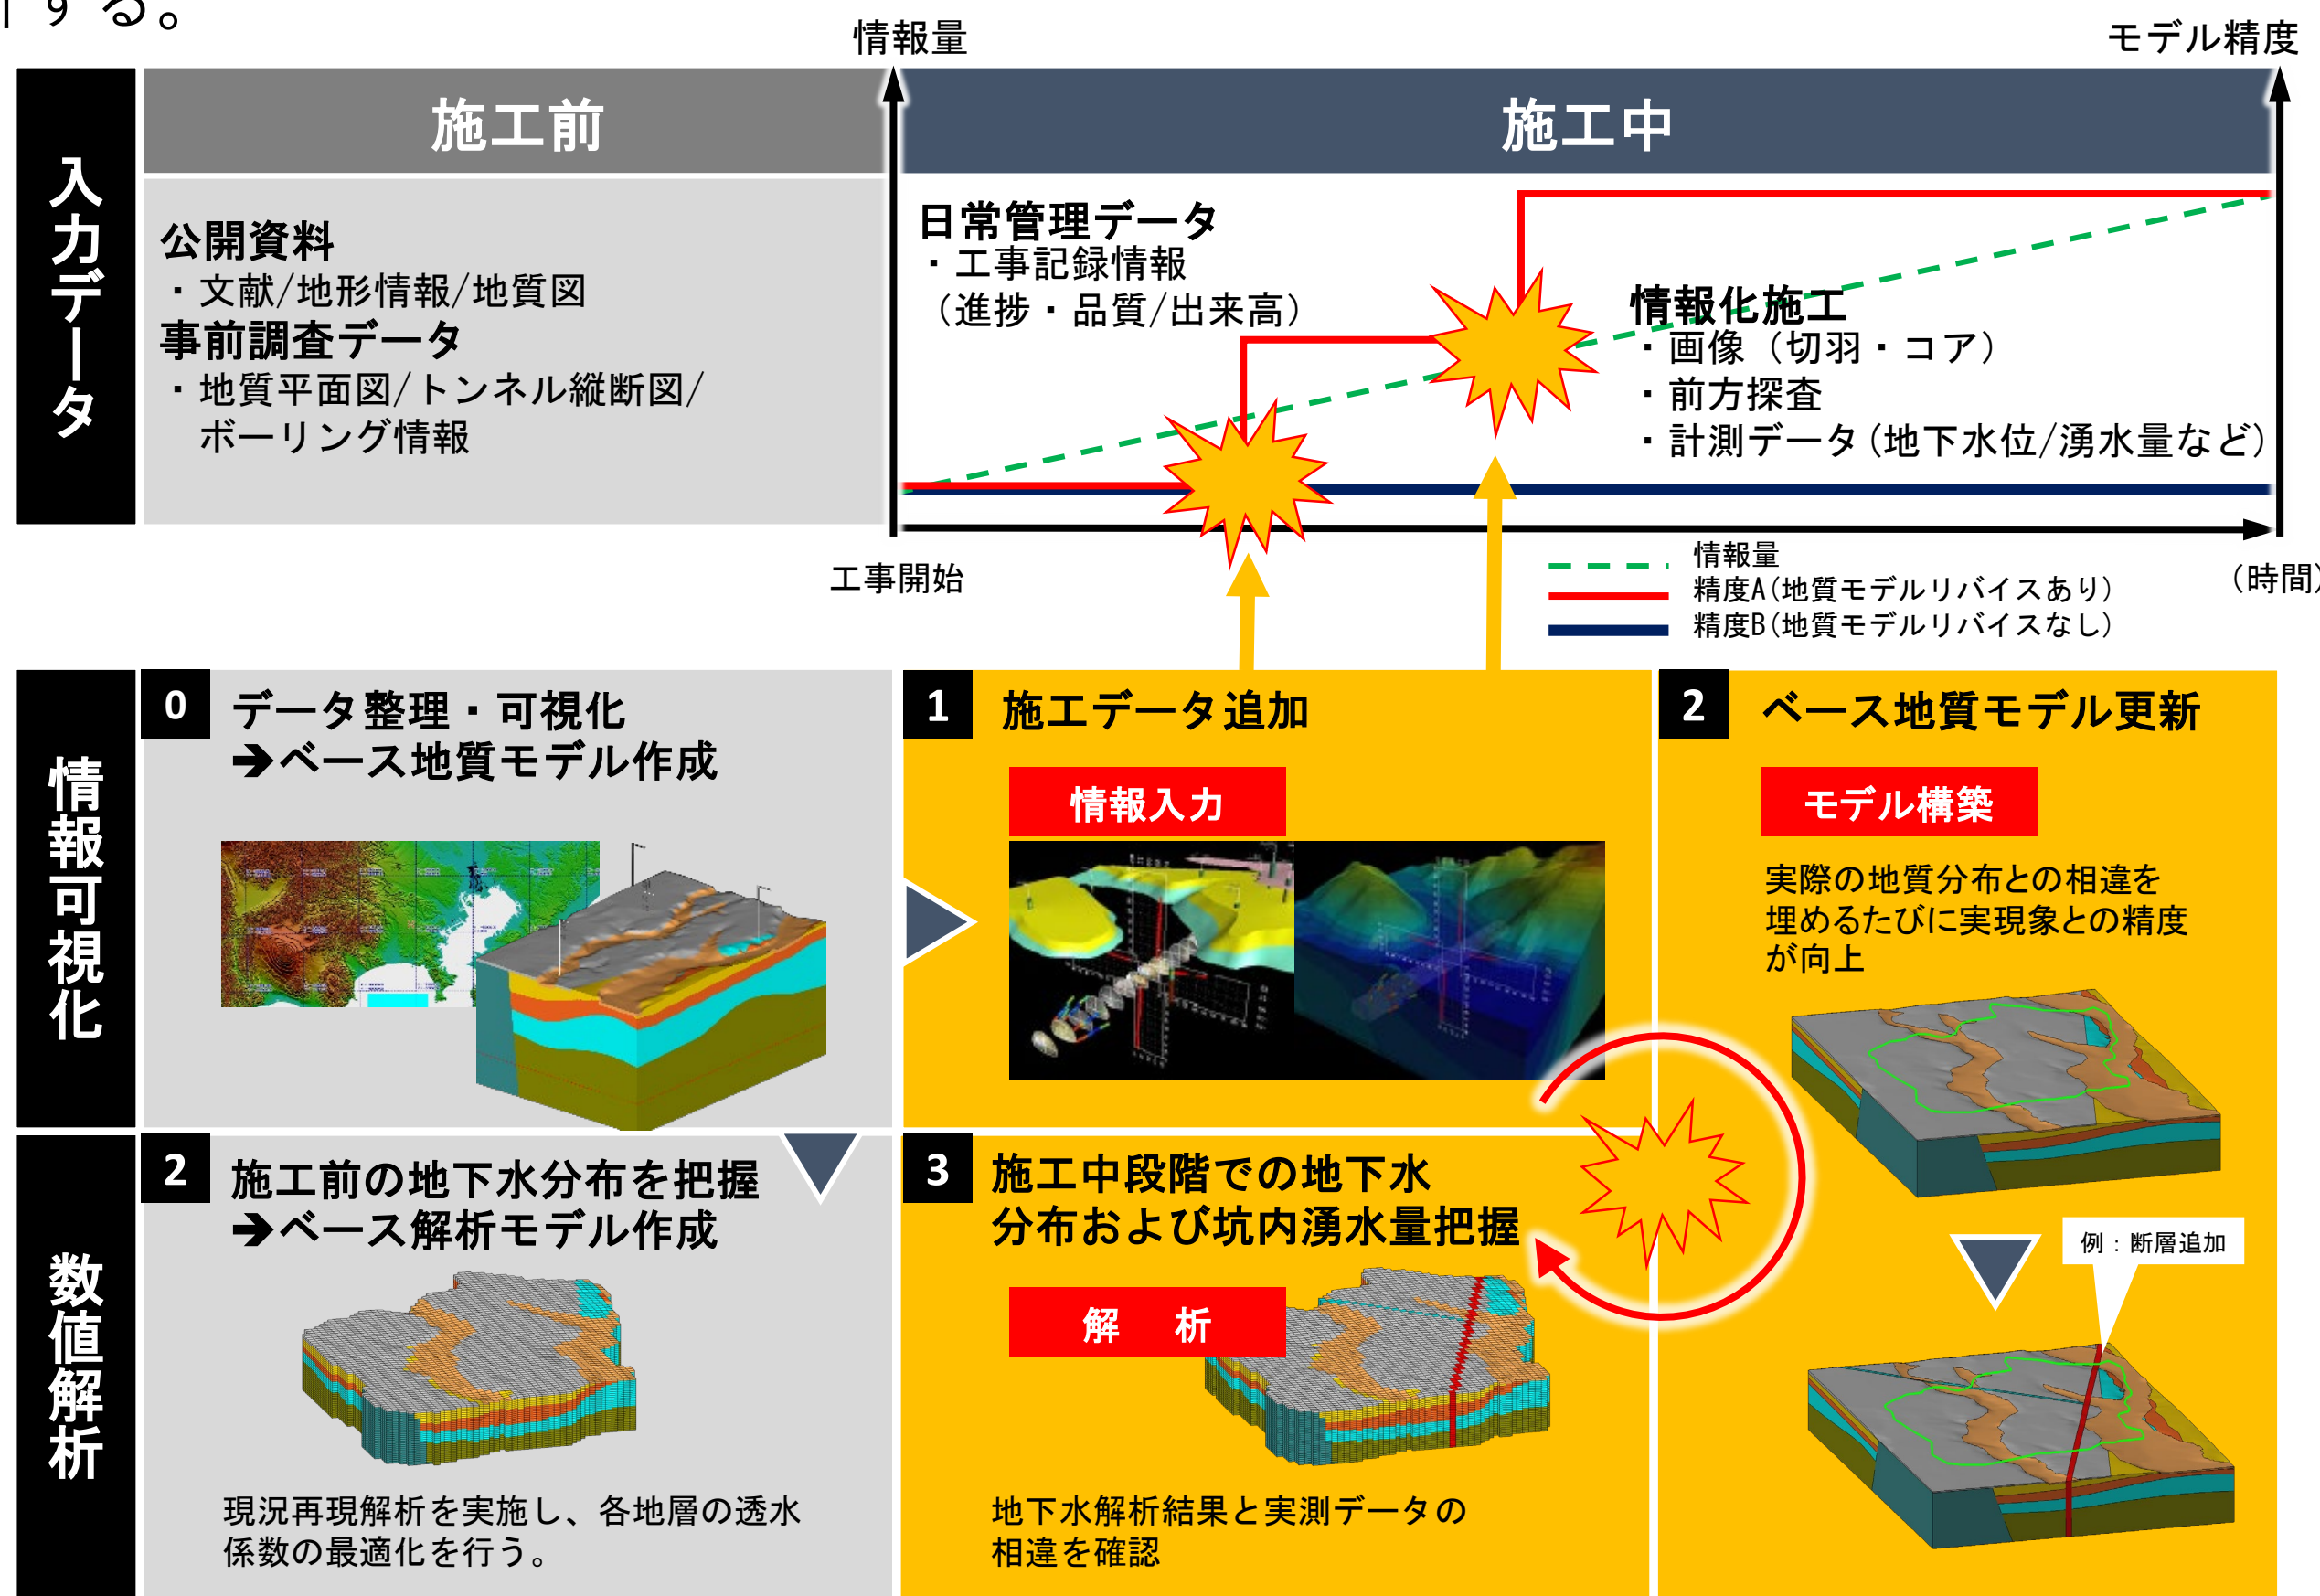 する。
情報量
モデル精度
入力データ
施工前
施工中
公開資料
・文献/地形情報/地質図
事前調査データ
・地質平面図/トンネル縦断図/
ボーリング情報
日常管理データ
・工事記録情報
（進捗・品質/出来高）
情報化施工
・画像（切羽・コア）
・前方探査
・計測データ(地下水位/湧水量など)
工事開始
（時間）
情報量
精度A(地質モデルリバイスあり)
精度B(地質モデルリバイスなし)
情報可視化
0
データ整理・可視化
➔ベース地質モデル作成
1
施工データ追加
情報入力
2
ベース地質モデル更新
モデル構築
実際の地質分布との相違を
埋めるたびに実現象との精度
が向上
例：断層追加
数値解析
2
施工前の地下水分布を把握
➔ベース解析モデル作成
現況再現解析を実施し、各地層の透水
係数の最適化を行う。
3
施工中段階での地下水
分布および坑内湧水量把握
解　析
地下水解析結果と実測データの
相違を確認